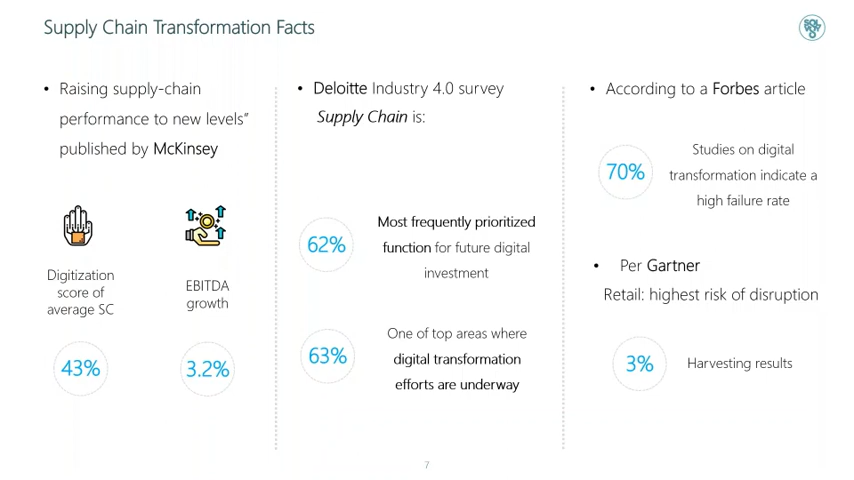 Supply Chain Transformation Facts
• Raising supply-chain
performance to new levels”
published by McKinsey
Digitization
score of
average SC
43%
EBITDA
growth
3.2%
• Deloitte Industry 4.0 survey
Supply Chain is:
62%
Most frequently prioritized
function for future digital
investment
63%
One of top areas where
digital transformation
efforts are underway
• According to a Forbes article
70%
Studies on digital
transformation indicate a
high failure rate
• Per Gartner
Retail: highest risk of disruption
3%
Harvesting results
7